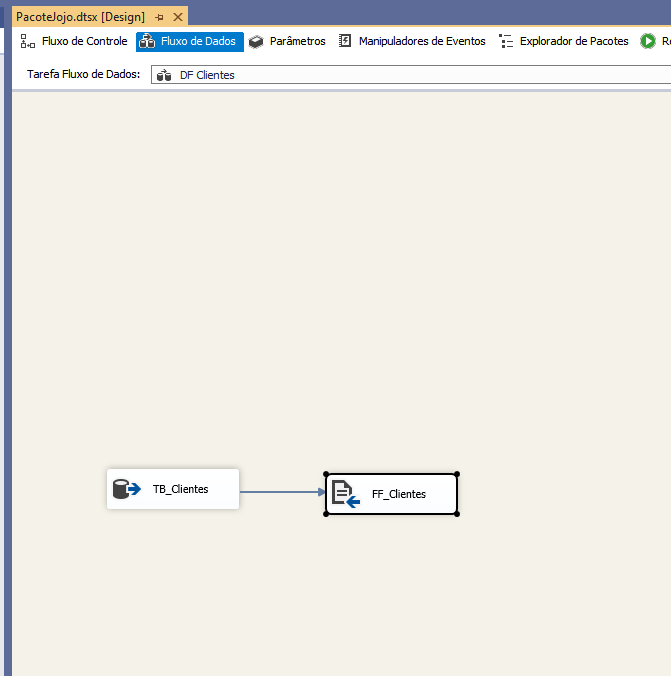 PacoteJojo.dtsx [Design]
Fluxo de Controle Fluxo de Dados Parâmetros Manipuladores de Eventos Explorador de Pacotes
Tarefa Fluxo de Dados: DF Clientes
TB_Clientes FF_Clientes